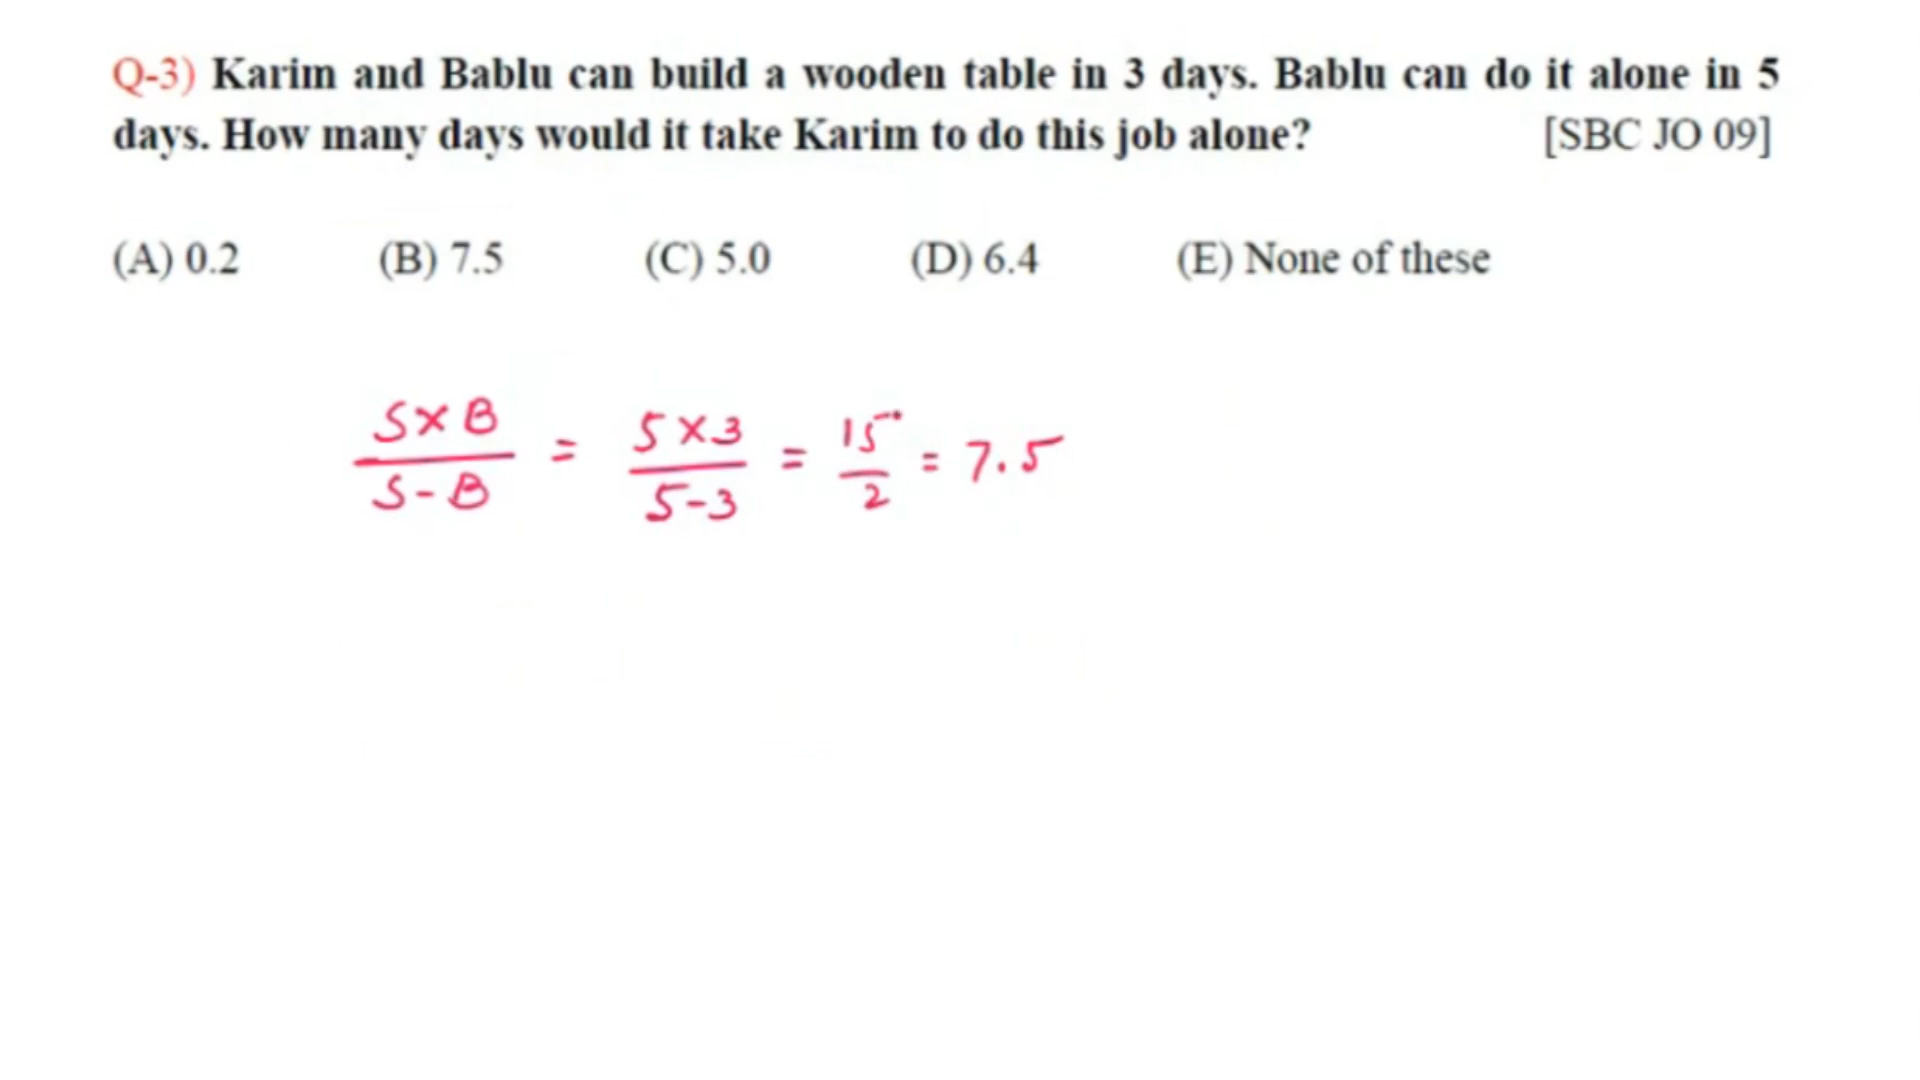 Q-3) Karim and Bablu can build a wooden table in 3 days. Bablu can do it alone in 5
days. How many days would it take Karim to do this job alone? [SBC JO 09]
(A) 0.2 (B) 7.5 (C) 5.0 (D) 6.4 (E) None of these
S×B / S-B = 5×3 / 5-3 = 15 / 2 = 7.5